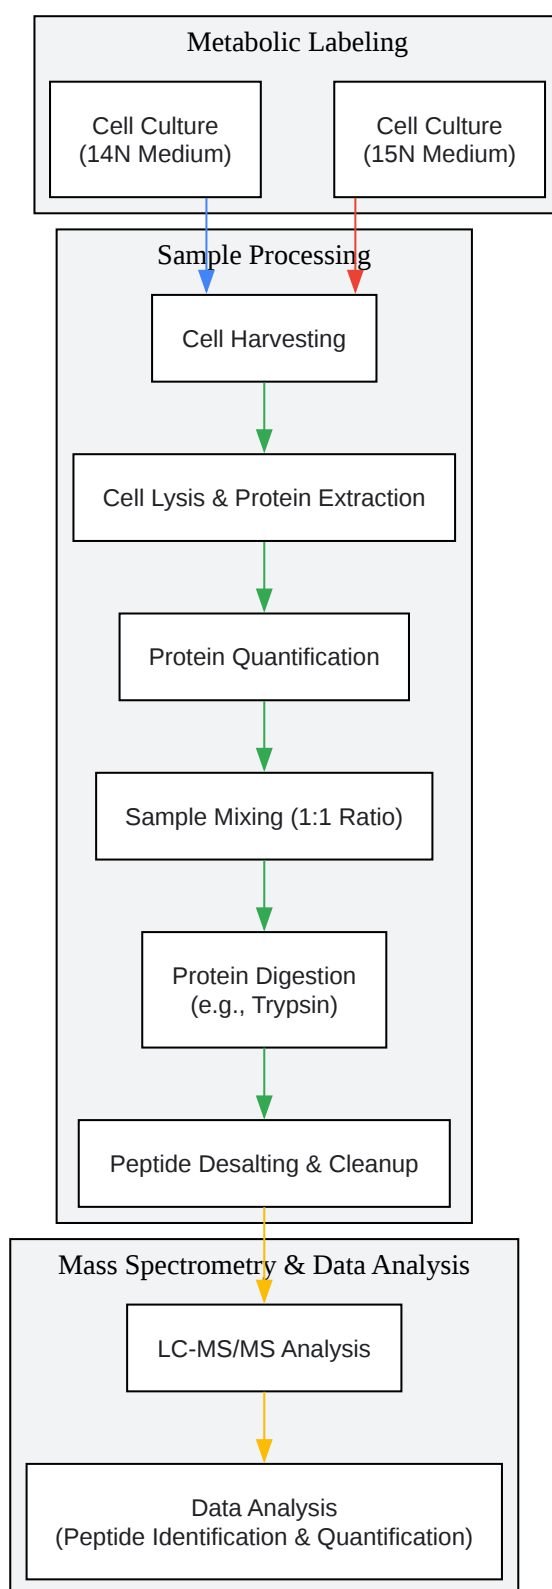 Metabolic Labeling
Cell Culture
(14N Medium)
Cell Culture
(15N Medium)
Sample Processing
Cell Harvesting
Cell Lysis & Protein Extraction
Protein Quantification
Sample Mixing (1:1 Ratio)
Protein Digestion
(e.g., Trypsin)
Peptide Desalting & Cleanup
Mass Spectrometry & Data Analysis
LC-MS/MS Analysis
Data Analysis
(Peptide Identification & Quantification)